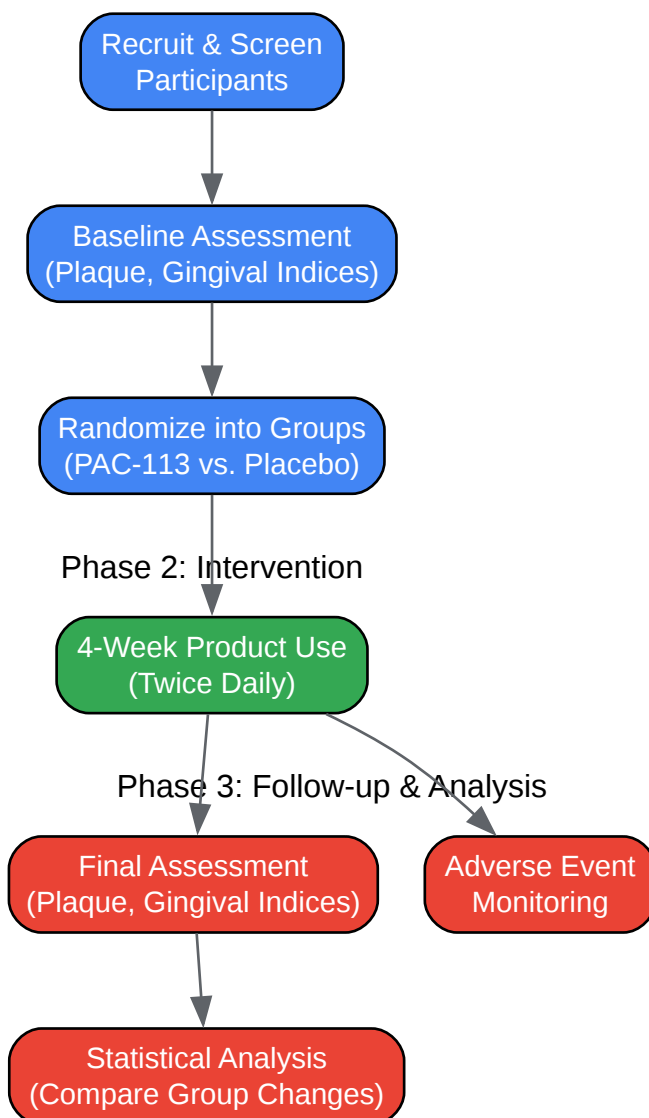 Recruit & Screen
Participants
Baseline Assessment
(Plaque, Gingival Indices)
Randomize into Groups
(PAC-113 vs. Placebo)
Phase 2: Intervention
4-Week Product Use
(Twice Daily)
Phase 3: Follow-up & Analysis
Final Assessment
(Plaque, Gingival Indices)
Adverse Event
Monitoring
Statistical Analysis
(Compare Group Changes)